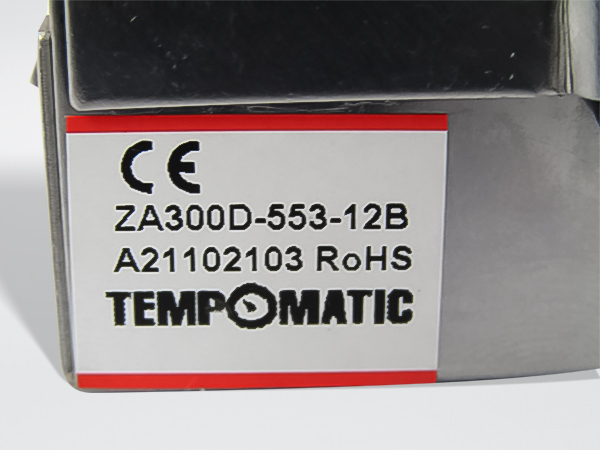 CE
ZA300D-553-12B
A21102103 RoHS
TEMPOMATIC